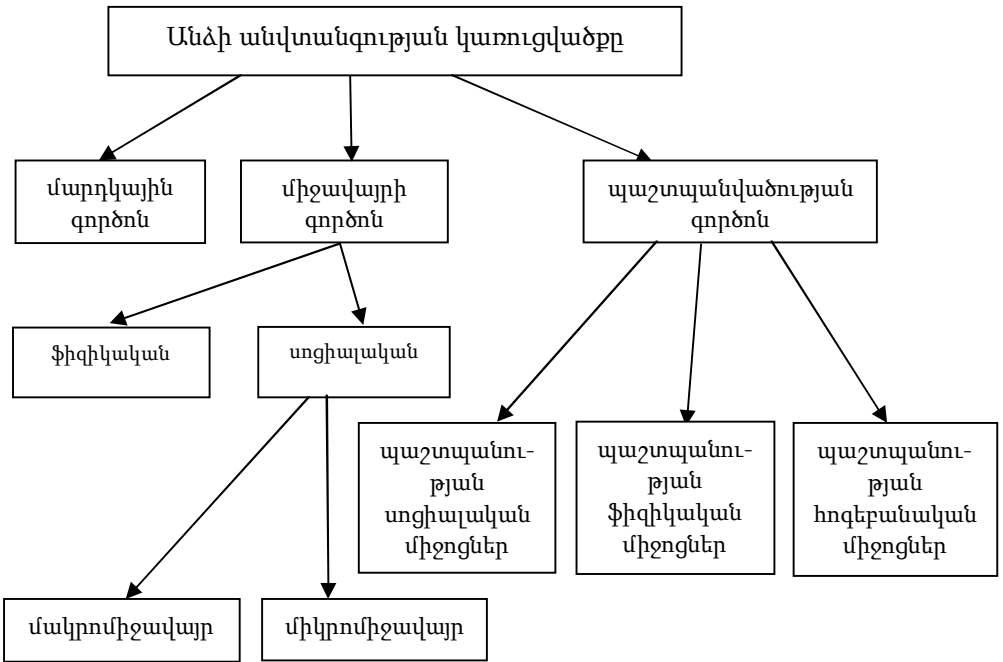 Անձի անվտանգության կառուցվածքը
մարդկային
գործոն
միջավայրի
գործոն
պաշտպանվածության
գործոն
ֆիզիկական
սոցիալական
պաշտպանու-
թյան
սոցիալական
միջոցներ
պաշտպանու-
թյան
ֆիզիկական
միջոցներ
պաշտպանու-
թյան
հոգեբանական
միջոցներ
մակրոմիջավայր
միկրոմիջավայր